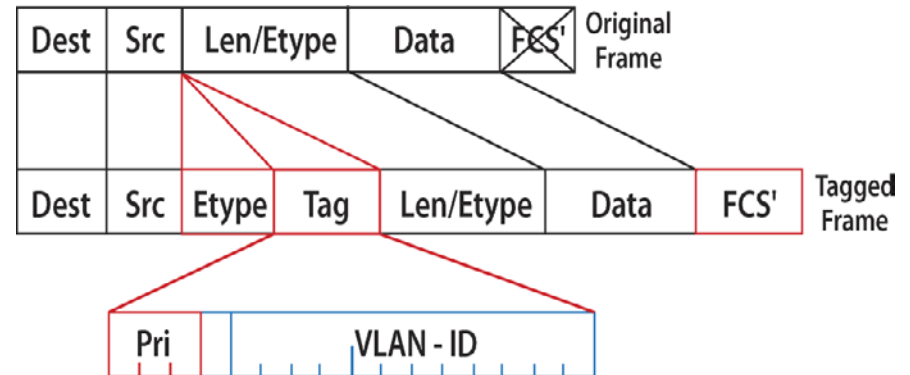 Dest Src Len/Etype Data FCS' Original
Frame
Dest Src Etype Tag Len/Etype Data FCS' Tagged
Frame
Pri VLAN - ID